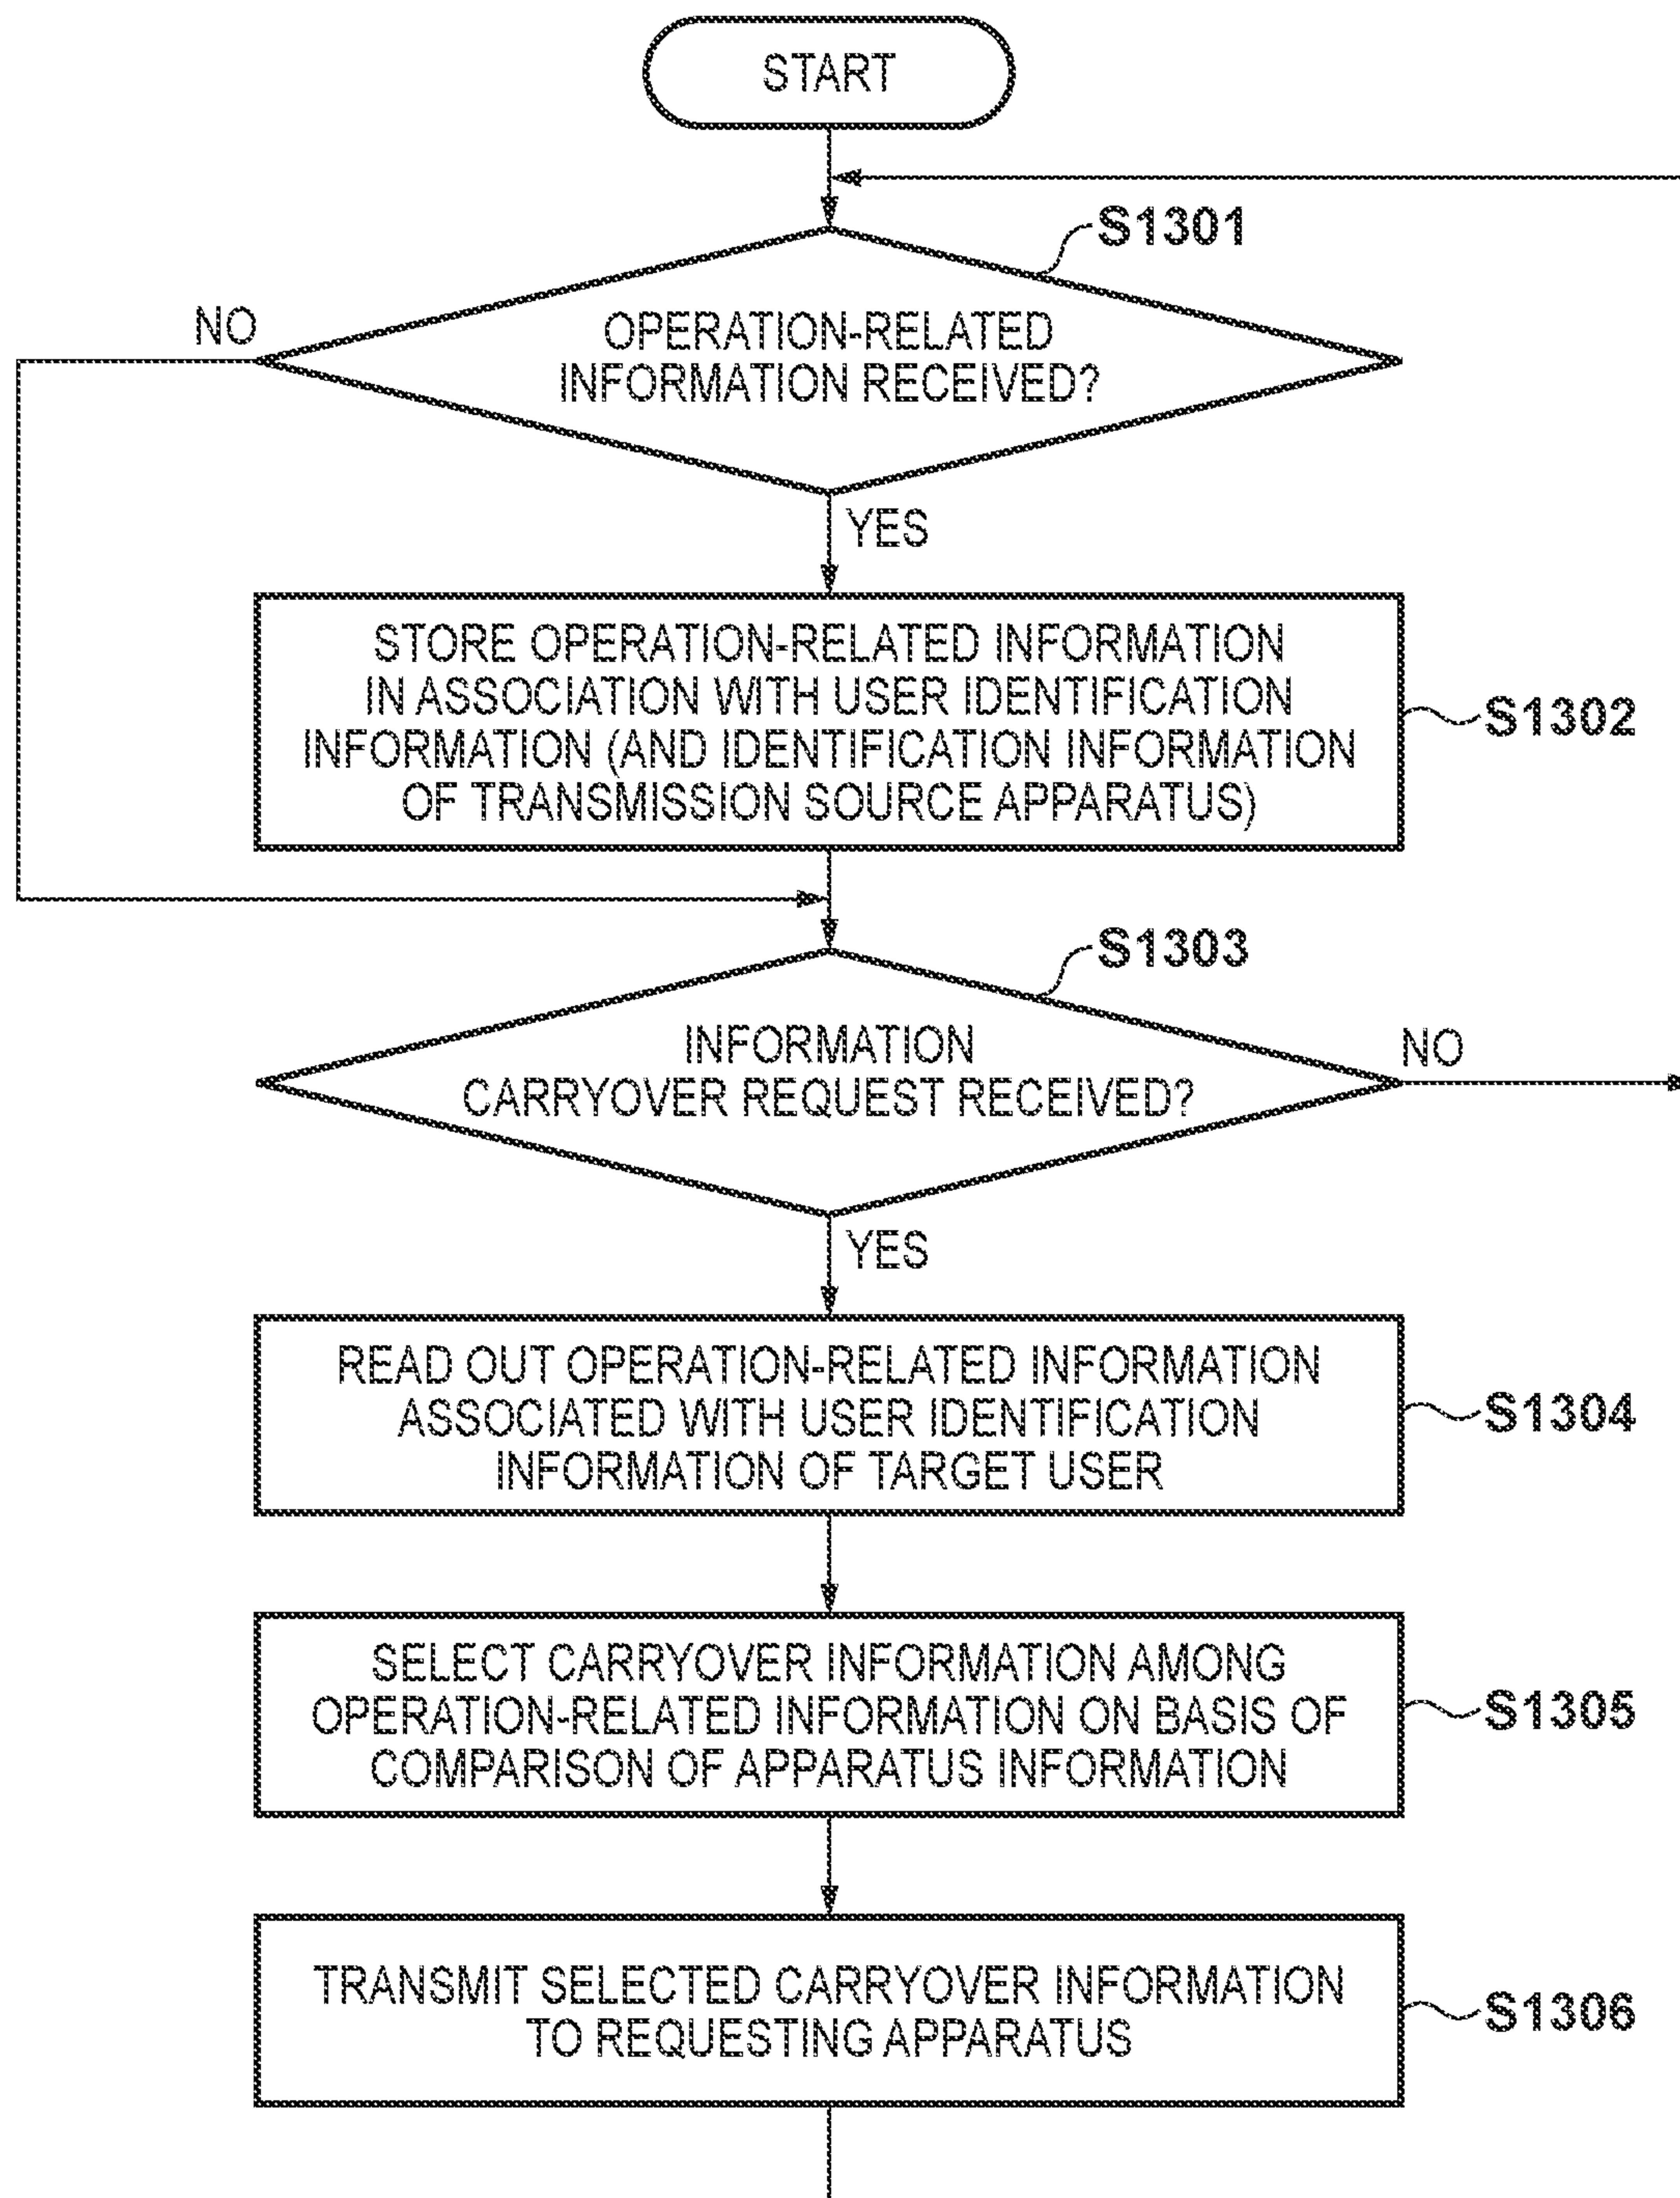 START
S1301
NO
OPERATION-RELATED
INFORMATION RECEIVED?
YES
STORE OPERATION-RELATED INFORMATION
IN ASSOCIATION WITH USER IDENTIFICATION
INFORMATION (AND IDENTIFICATION INFORMATION
OF TRANSMISSION SOURCE APPARATUS)
S1302
S1303
INFORMATION
CARRYOVER REQUEST RECEIVED?
NO
YES
READ OUT OPERATION-RELATED INFORMATION
ASSOCIATED WITH USER IDENTIFICATION
INFORMATION OF TARGET USER
S1304
SELECT CARRYOVER INFORMATION AMONG
OPERATION-RELATED INFORMATION ON BASIS OF
COMPARISON OF APPARATUS INFORMATION
S1305
TRANSMIT SELECTED CARRYOVER INFORMATION
TO REQUESTING APPARATUS
S1306